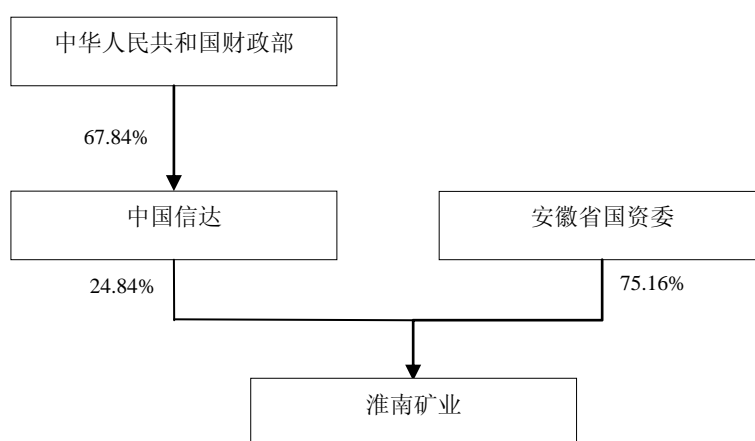 中华人民共和国财政部
67.84%
中国信达
安徽省国资委
24.84%
75.16%
淮南矿业